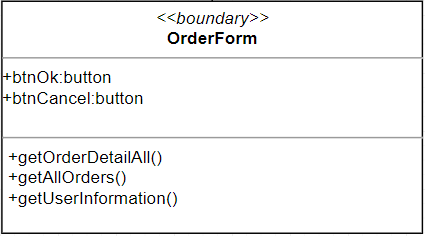 <<boundary>>
OrderForm
+btnOk:button
+btnCancel:button
+getOrderDetailAll()
+getAllOrders()
+getUserInformation()